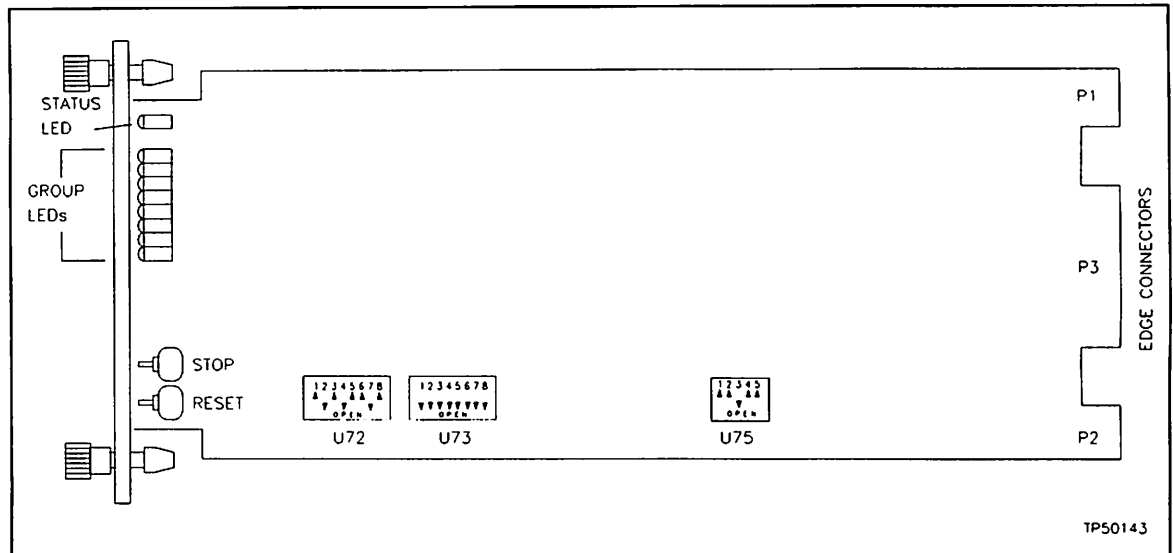 STATUS
LED
GROUP
LEDs
STOP
RESET
12345678
OPEN
U72
12345678
OPEN
U73
12345
OPEN
U75
P1
P3
P2
EDGE CONNECTORS
TP50143